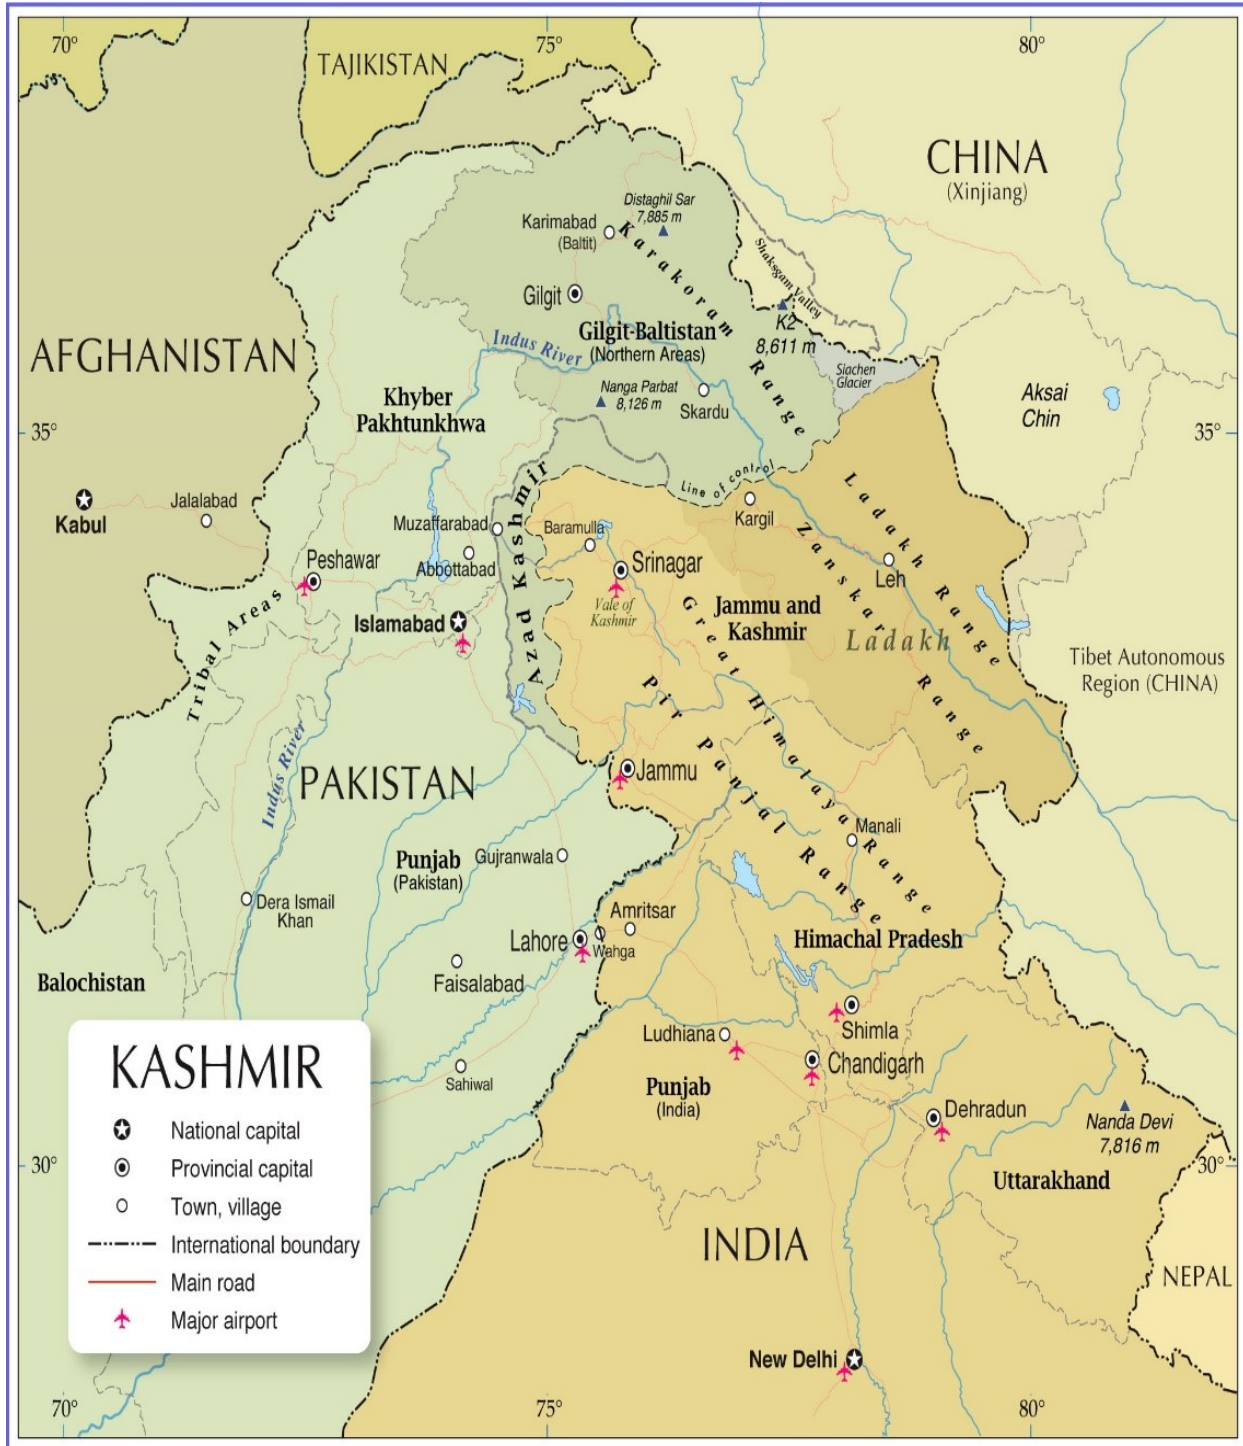 70°
75°
80°
TAJIKISTAN
CHINA
(Xinjiang)
Distaghil Sar
7,885 m
Karimabad
(Baltit)
Karakoram Range
Shaksgam Valley
Gilgit
K2
8,611 m
Gilgit-Baltistan
(Northern Areas)
Indus River
AFGHANISTAN
Siachen
Glacier
Khyber
Pakhtunkhwa
Nanga Parbat
8,126 m
Skardu
Aksai
Chin
35°
35°
Line of control
Kabul
Jalalabad
Muzaffarabad
Abbottabad
Azad Kashmir
Baramulla
Kargil
Ladakh Range
Zanskar Range
Leh
Peshawar
Srinagar
Vale of
Kashmir
Great Himalaya Range
Jammu and
Kashmir
Ladakh
Islamabad
Tribal Areas
Tibet Autonomous
Region (CHINA)
Pir Panjal Range
Indus River
PAKISTAN
Jammu
Manali
Punjab
(Pakistan)
Gujranwala
Dera Ismail
Khan
Amritsar
Lahore
Wahga
Himachal Pradesh
Balochistan
Faisalabad
Shimla
Ludhiana
Chandigarh
Sahiwal
Punjab
(India)
Dehradun
Nanda Devi
7,816 m
30°
30°
Uttarakhand
INDIA
NEPAL
New Delhi
KASHMIR
National capital
Provincial capital
Town, village
International boundary
Main road
Major airport
70°
75°
80°